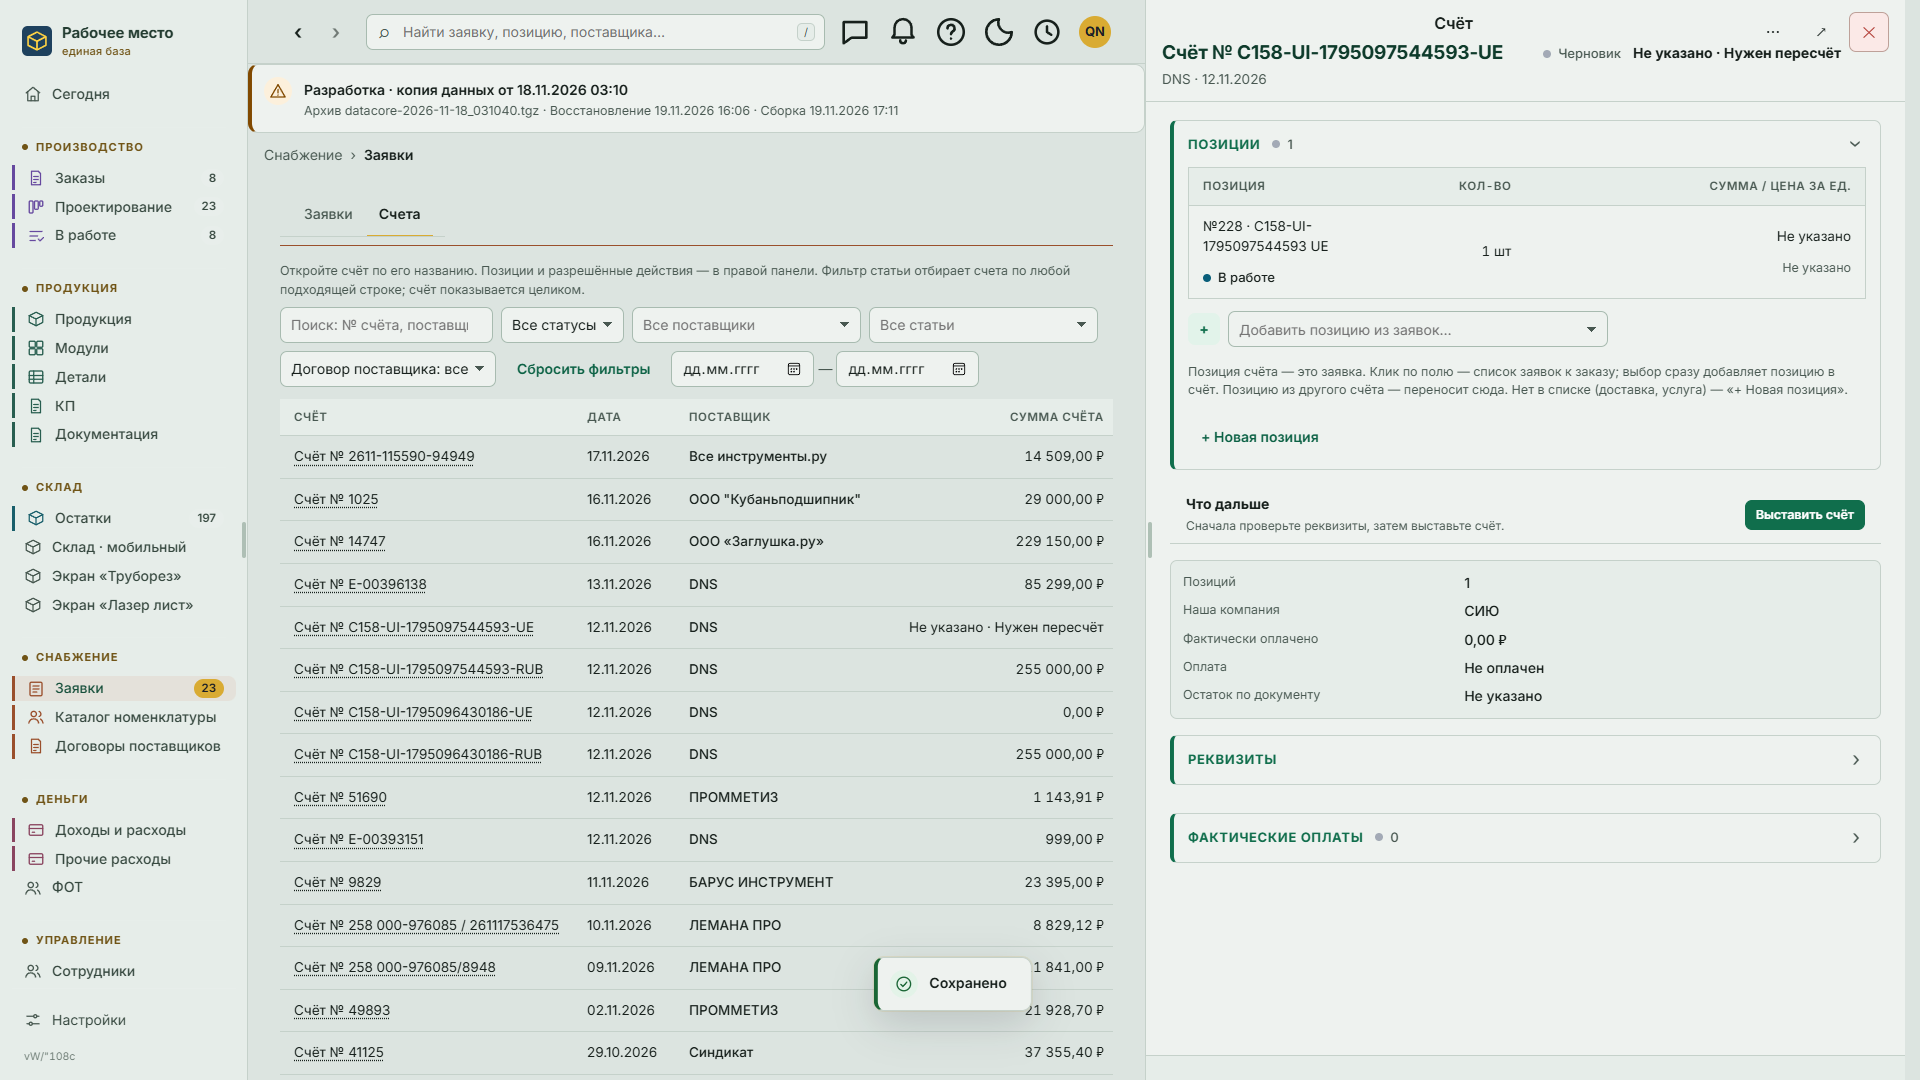 Рабочее место
единая база
Сегодня
ПРОИЗВОДСТВО
Заказы 8
Проектирование 23
В работе 8
ПРОДУКЦИЯ
Продукция
Модули
Детали
КП
Документация
СКЛАД
Остатки 197
Склад · мобильный
Экран «Труборез»
Экран «Лазер лист»
СНАБЖЕНИЕ
Заявки 23
Каталог номенклатуры
Договоры поставщиков
ДЕНЬГИ
Доходы и расходы
Прочие расходы
ФОТ
УПРАВЛЕНИЕ
Сотрудники
Настройки
vW/"108c
Найти заявку, позицию, поставщика... /
QN
Разработка · копия данных от 18.11.2026 03:10
Архив datacore-2026-11-18_031040.tgz · Восстановление 19.11.2026 16:06 · Сборка 19.11.2026 17:11
Снабжение › Заявки
Заявки Счета
Откройте счёт по его названию. Позиции и разрешённые действия — в правой панели. Фильтр статьи отбирает счета по любой
подходящей строке; счёт показывается целиком.
Поиск: № счёта, поставщи Все статусы Все поставщики Все статьи
Договор поставщика: все Сбросить фильтры дд.мм.гггг — дд.мм.гггг
СЧЁТ ДАТА ПОСТАВЩИК СУММА СЧЁТА
Счёт № 2611-115590-94949 17.11.2026 Все инструменты.ру 14 509,00 ₽
Счёт № 1025 16.11.2026 ООО "Кубаньподшипник" 29 000,00 ₽
Счёт № 14747 16.11.2026 ООО «Заглушка.ру» 229 150,00 ₽
Счёт № Е-00396138 13.11.2026 DNS 85 299,00 ₽
Счёт № C158-UI-1795097544593-UE 12.11.2026 DNS Не указано · Нужен пересчёт
Счёт № C158-UI-1795097544593-RUB 12.11.2026 DNS 255 000,00 ₽
Счёт № C158-UI-1795096430186-UE 12.11.2026 DNS 0,00 ₽
Счёт № C158-UI-1795096430186-RUB 12.11.2026 DNS 255 000,00 ₽
Счёт № 51690 12.11.2026 ПРОММЕТИЗ 1 143,91 ₽
Счёт № Е-00393151 12.11.2026 DNS 999,00 ₽
Счёт № 9829 11.11.2026 БАРУС ИНСТРУМЕНТ 23 395,00 ₽
Счёт № 258 000-976085 / 261117536475 10.11.2026 ЛЕМАНА ПРО 8 829,12 ₽
Счёт № 258 000-976085/8948 09.11.2026 ЛЕМАНА ПРО 1 841,00 ₽
Счёт № 49893 02.11.2026 ПРОММЕТИЗ 21 928,70 ₽
Счёт № 41125 29.10.2026 Синдикат 37 355,40 ₽
Сохранено
Счёт
Счёт № C158-UI-1795097544593-UE Черновик Не указано · Нужен пересчёт
DNS · 12.11.2026
ПОЗИЦИИ 1
ПОЗИЦИЯ КОЛ-ВО СУММА / ЦЕНА ЗА ЕД.
№228 · C158-UI-
1795097544593 UE
1 шт
Не указано
Не указано
В работе
+ Добавить позицию из заявок...
Позиция счёта — это заявка. Клик по полю — список заявок к заказу; выбор сразу добавляет позицию в
счёт. Позицию из другого счёта — переносит сюда. Нет в списке (доставка, услуга) — «+ Новая позиция».
+ Новая позиция
Что дальше
Сначала проверьте реквизиты, затем выставьте счёт.
Выставить счёт
Позиций 1
Наша компания СИЮ
Фактически оплачено 0,00 ₽
Оплата Не оплачен
Остаток по документу Не указано
РЕКВИЗИТЫ
ФАКТИЧЕСКИЕ ОПЛАТЫ 0